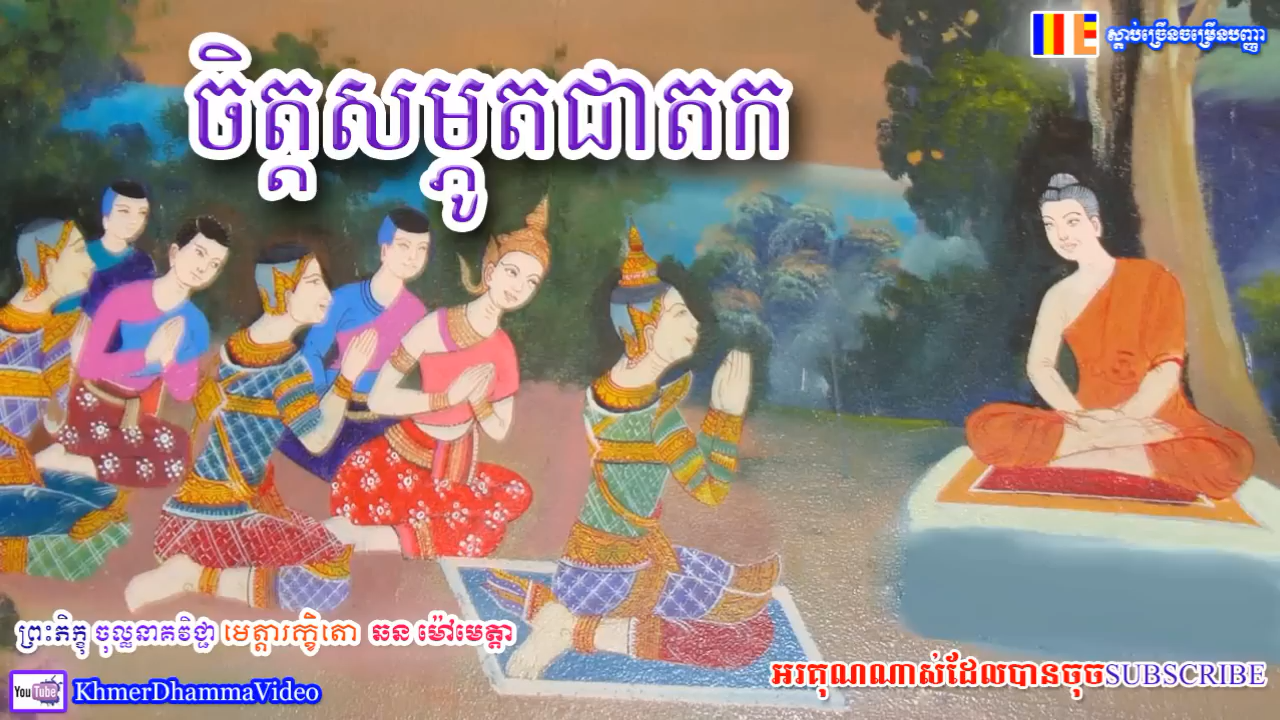 ស្ដាប់ច្រើនចម្រើនបញ្ញា
ចិត្តសម្ភូតជាតក
ព្រះភិក្ខុ ចុល្លនាគវិជ្ជា មេត្តារក្ខិតោ ឆន ម៉ៅមេត្តា
អរគុណណាស់ដែលបានចុចSUBSCRIBE
YouTube KhmerDhammaVideo